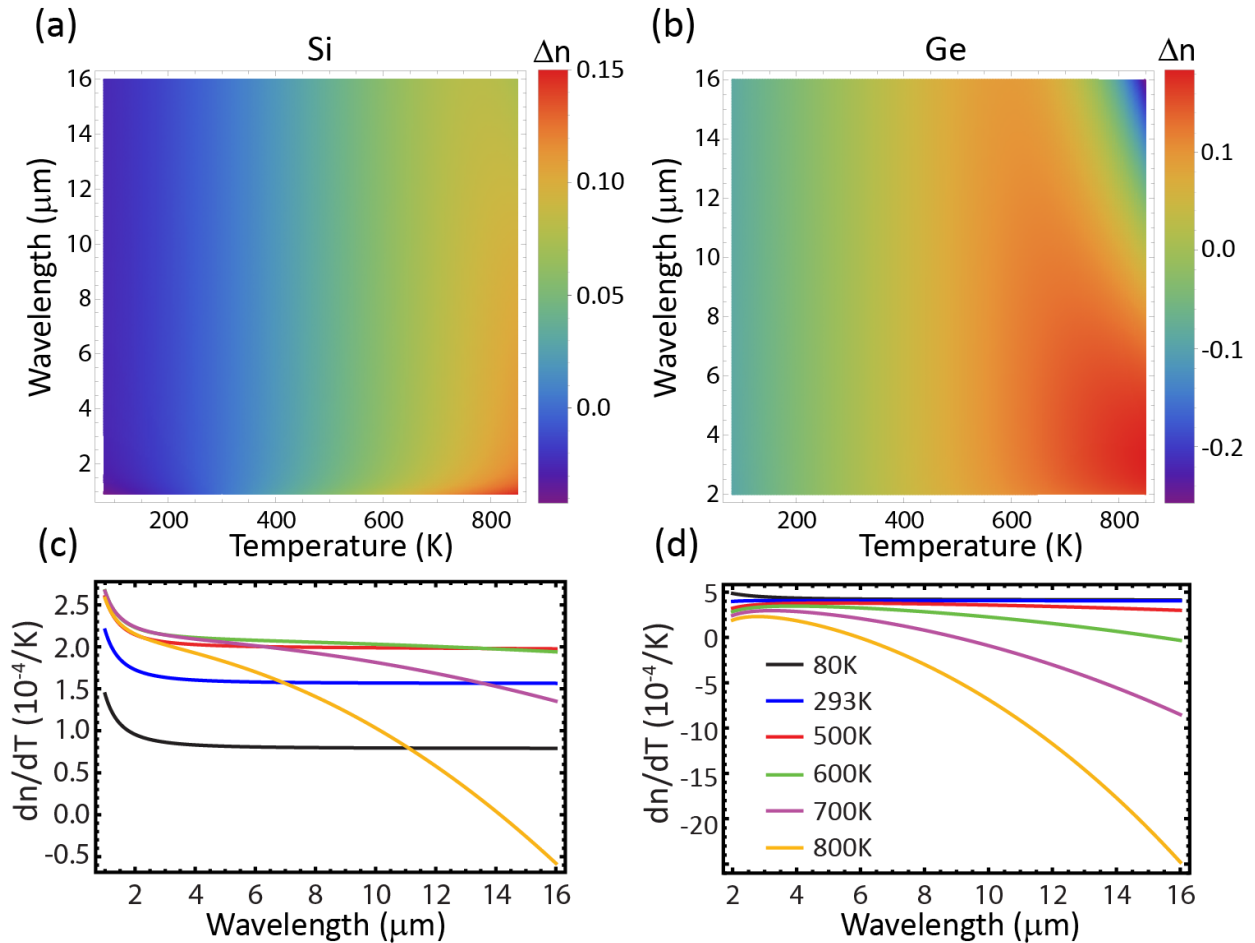 (a)
Si
Δn
16
14
12
10
8
6
4
2
Wavelength (μm)
200
400
600
800
Temperature (K)
0.15
0.10
0.05
0.0
(b)
Ge
Δn
16
14
12
10
8
6
4
2
Wavelength (μm)
200
400
600
800
Temperature (K)
0.1
0.0
-0.1
-0.2
(c)
2.5
2.0
1.5
1.0
0.5
0.0
-0.5
dn/dT (10⁻⁴/K)
2
4
6
8
10
12
14
16
Wavelength (μm)
(d)
5
0
-5
-10
-15
-20
dn/dT (10⁻⁴/K)
80K
293K
500K
600K
700K
800K
2
4
6
8
10
12
14
16
Wavelength (μm)